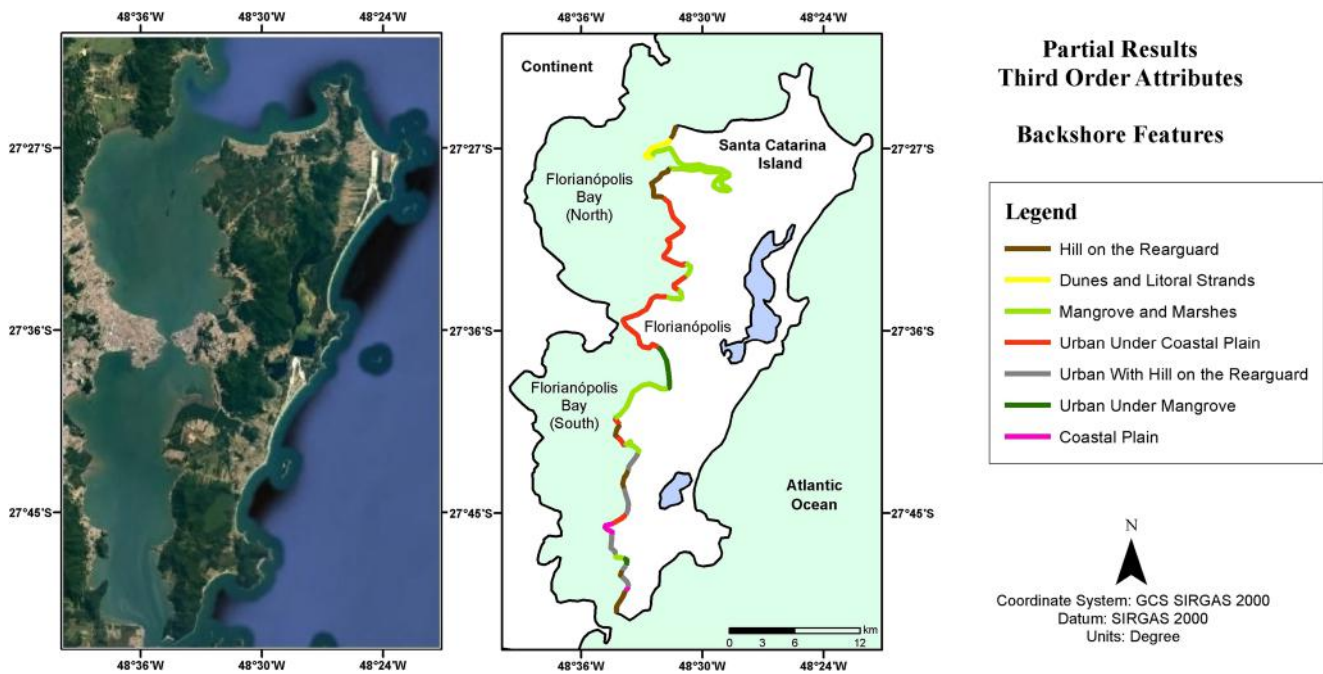 48°36'W 48°30'W 48°24'W
48°36'W 48°30'W 48°24'W
27°27'S
27°36'S
27°45'S
48°36'W 48°30'W 48°24'W
Continent
Santa Catarina
Island
Florianópolis
Bay
(North)
Florianópolis
Florianópolis
Bay
(South)
Atlantic
Ocean
27°27'S
27°36'S
27°45'S
0 3 6 12 km
48°36'W 48°30'W 48°24'W
Partial Results
Third Order Attributes
Backshore Features
Legend
Hill on the Rearguard
Dunes and Litoral Strands
Mangrove and Marshes
Urban Under Coastal Plain
Urban With Hill on the Rearguard
Urban Under Mangrove
Coastal Plain
N
Coordinate System: GCS SIRGAS 2000
Datum: SIRGAS 2000
Units: Degree